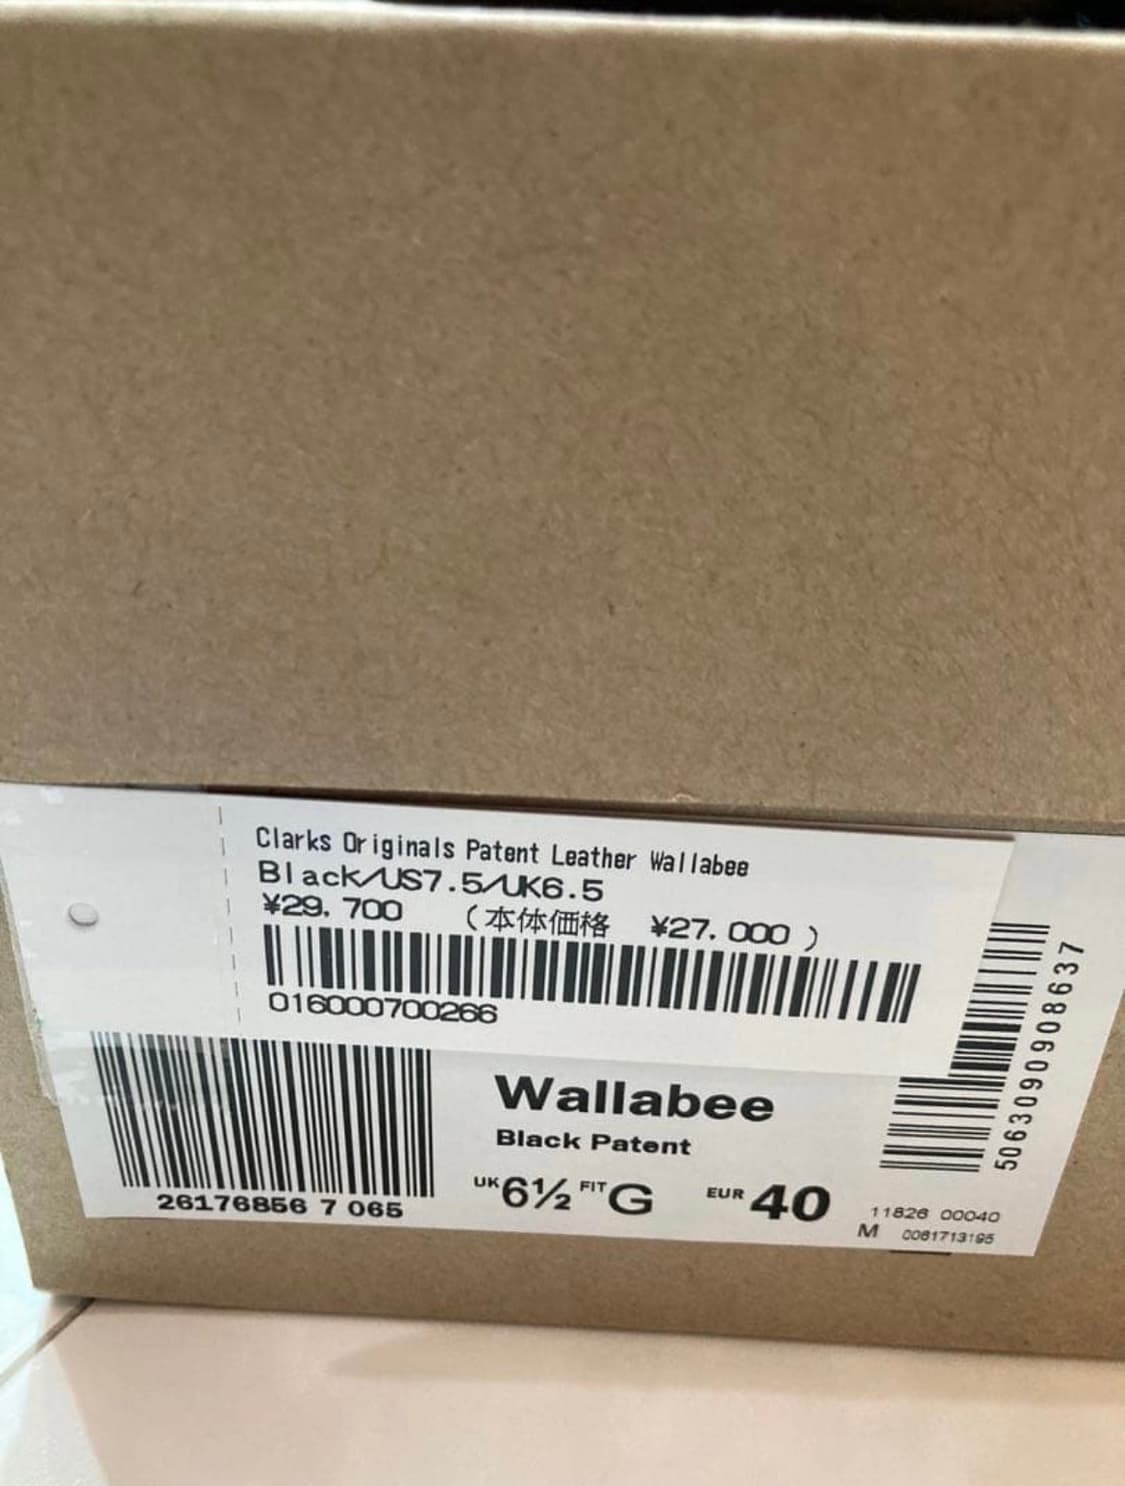 Clarks Originals Patent Leather Wallabee
Black/US7.5/UK6.5
¥29,700 (本体価格 ¥27,000)
016000700266
5063090908637
Wallabee
Black Patent
UK 6½ FIT G EUR 40
26176856 7 065
11826 00040
M 0061713195